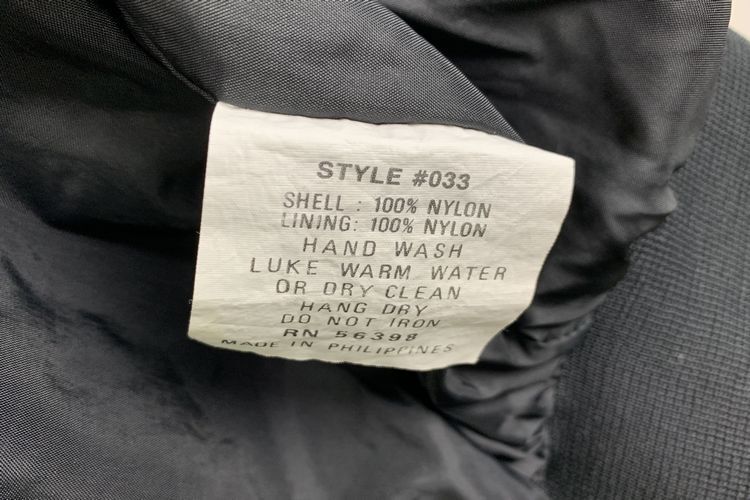 STYLE #033
SHELL : 100% NYLON
LINING: 100% NYLON
HAND WASH
LUKE WARM WATER
OR DRY CLEAN
HANG DRY
DO NOT IRON
RN 56398
MADE IN PHILIPPINES